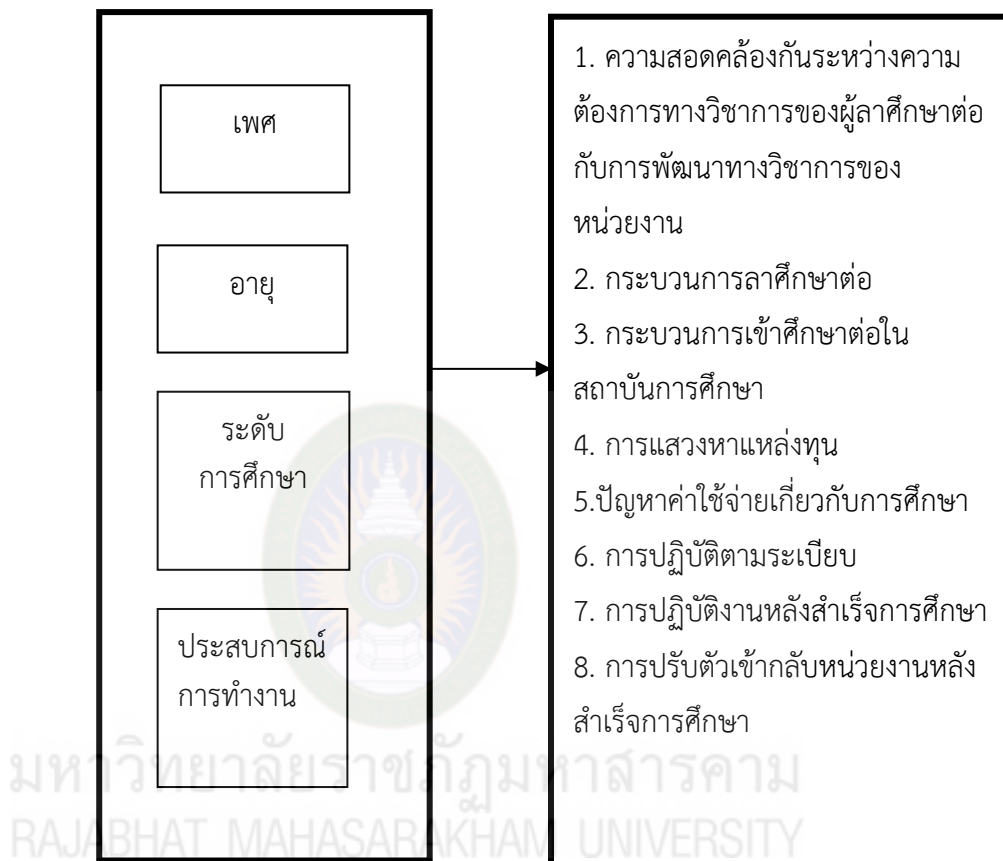 เพศ
อายุ
ระดับ
การศึกษา
ประสบการณ์
การทำงาน
1. ความสอดคล้องกันระหว่างความ
ต้องการทางวิชาการของผู้ลาศึกษาต่อ
กับการพัฒนาทางวิชาการของ
หน่วยงาน
2. กระบวนการลาศึกษาต่อ
3. กระบวนการเข้าศึกษาต่อใน
สถาบันการศึกษา
4. การแสวงหาแหล่งทุน
5.ปัญหาค่าใช้จ่ายเกี่ยวกับการศึกษา
6. การปฏิบัติตามระเบียบ
7. การปฏิบัติงานหลังสำเร็จการศึกษา
8. การปรับตัวเข้ากลับหน่วยงานหลัง
สำเร็จการศึกษา
มหาวิทยาลัยราชภัฏมหาสารคาม
RAJABHAT MAHASARAKHAM UNIVERSITY